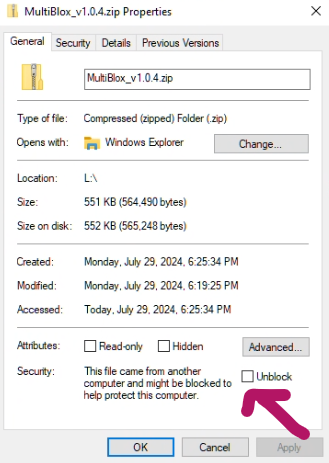 MultiBlox_v1.0.4.zip Properties
General Security Details Previous Versions
MultiBlox_v1.0.4.zip
Type of file: Compressed (zipped) Folder (.zip)
Opens with: Windows Explorer Change...
Location: L:\
Size: 551 KB (564,490 bytes)
Size on disk: 552 KB (565,248 bytes)
Created: Monday, July 29, 2024, 6:25:34 PM
Modified: Monday, July 29, 2024, 6:19:25 PM
Accessed: Today, July 29, 2024, 6:25:34 PM
Attributes: Read-only Hidden Advanced...
Security: This file came from another
computer and might be blocked to
help protect this computer.
Unblock
OK Cancel Apply